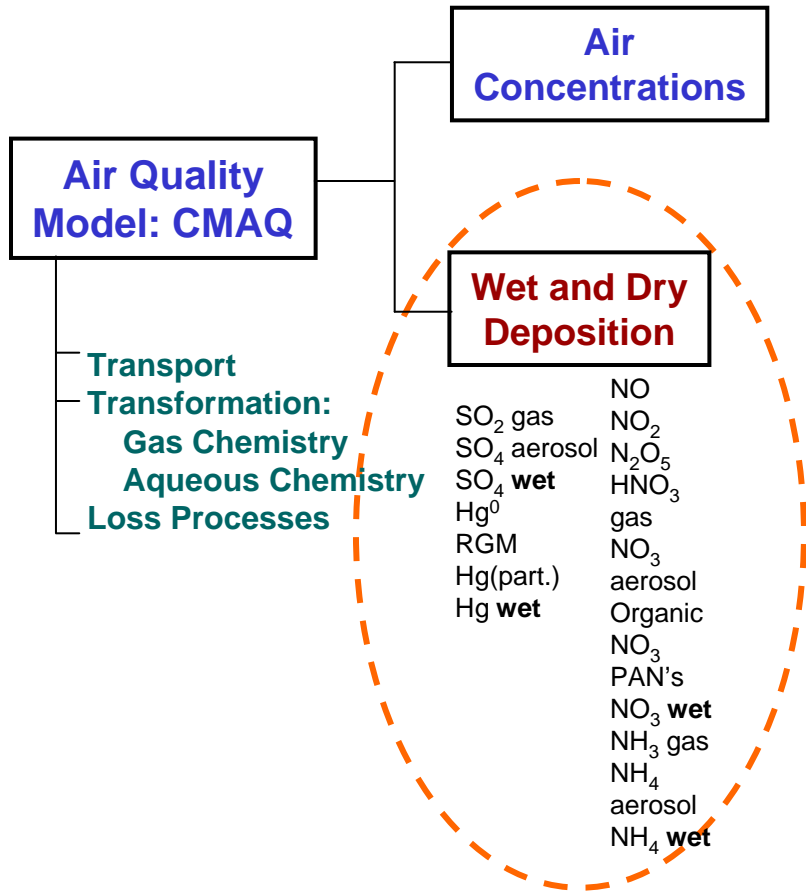 Air
Concentrations
Air Quality
Model: CMAQ
Wet and Dry
Deposition
Transport
Transformation:
Gas Chemistry
Aqueous Chemistry
Loss Processes
SO₂ gas
SO₄ aerosol
SO₄ wet
Hg⁰
RGM
Hg(part.)
Hg wet
NO
NO₂
N₂O₅
HNO₃
gas
NO₃
aerosol
Organic
NO₃
PAN's
NO₃ wet
NH₃ gas
NH₄
aerosol
NH₄ wet